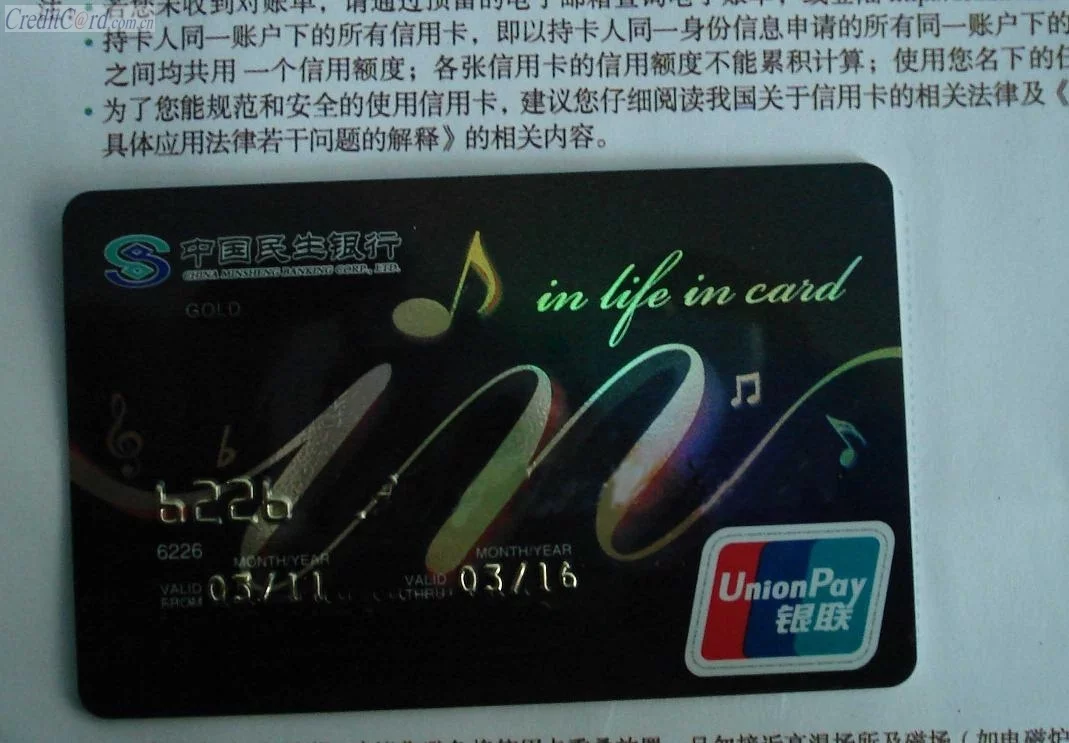 CreditCard.com.cn
持卡人同一账户下的所有信用卡，即以持卡人同一身份信息申请的所有同一账户下的
之间均共用一个信用额度；各张信用卡的信用额度不能累积计算；使用您名下的任
为了您能规范和安全的使用信用卡，建议您仔细阅读我国关于信用卡的相关法律及《
具体应用法律若干问题的解释》的相关内容。
中国民生银行
CHINA MINSHENG BANKING CORP., LTD.
GOLD
in life in card
in
6226
6226
MONTH/YEAR MONTH/YEAR
VALID FROM 03/11 VALID THRU 03/16
UnionPay
银联